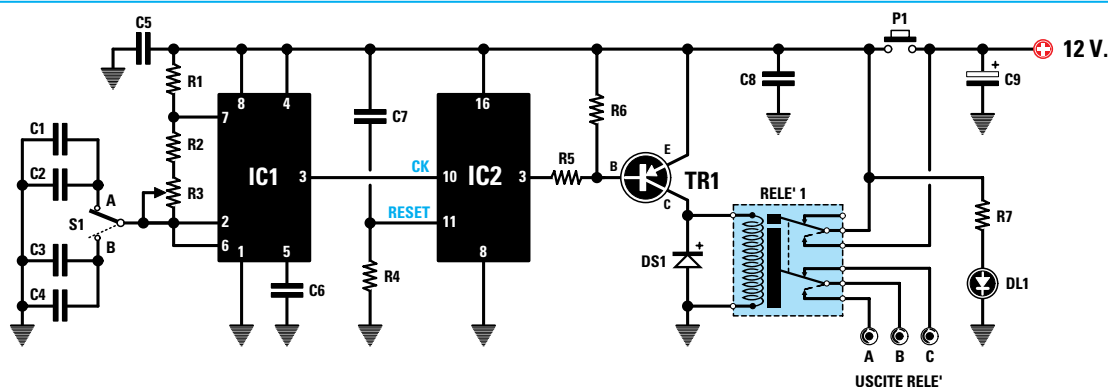 P1
12 V.
C5
R1
C8
C9
8
4
16
7
C7
R6
C1
R2
C2
A
R3
IC1
3
CK
10
IC2
3
R5
B
E
TR1
C
RELE' 1
S1
2
RESET
11
B
6
R7
C3
DS1
DL1
C4
1
5
R4
8
C6
A
B
C
USCITE RELE'
+
+